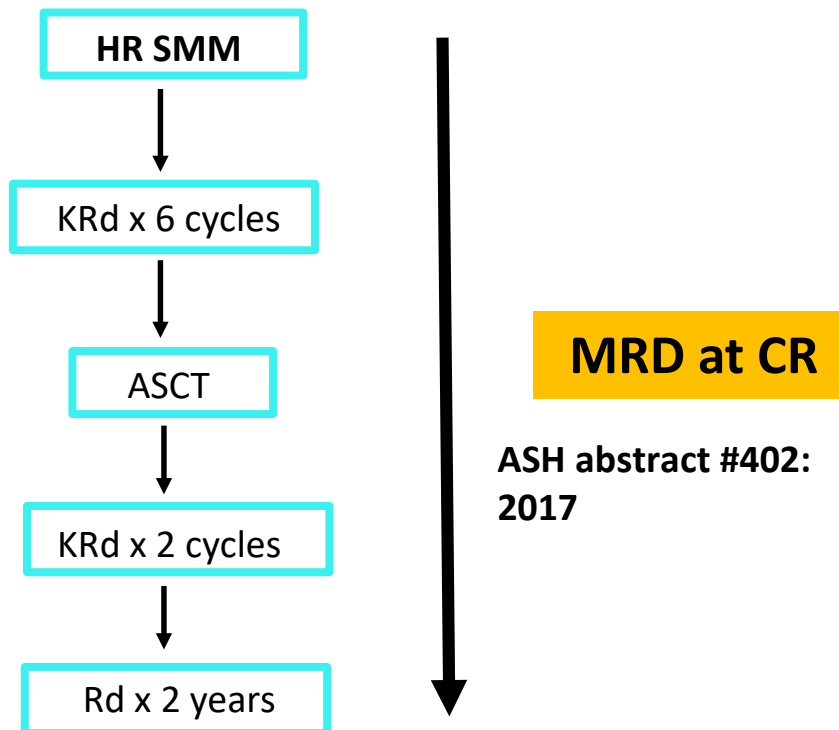 HR SMM
KRd x 6 cycles
ASCT
KRd x 2 cycles
Rd x 2 years
MRD at CR
ASH abstract #402:
2017